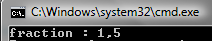 C:\Windows\system32\cmd.exe
fraction : 1,5